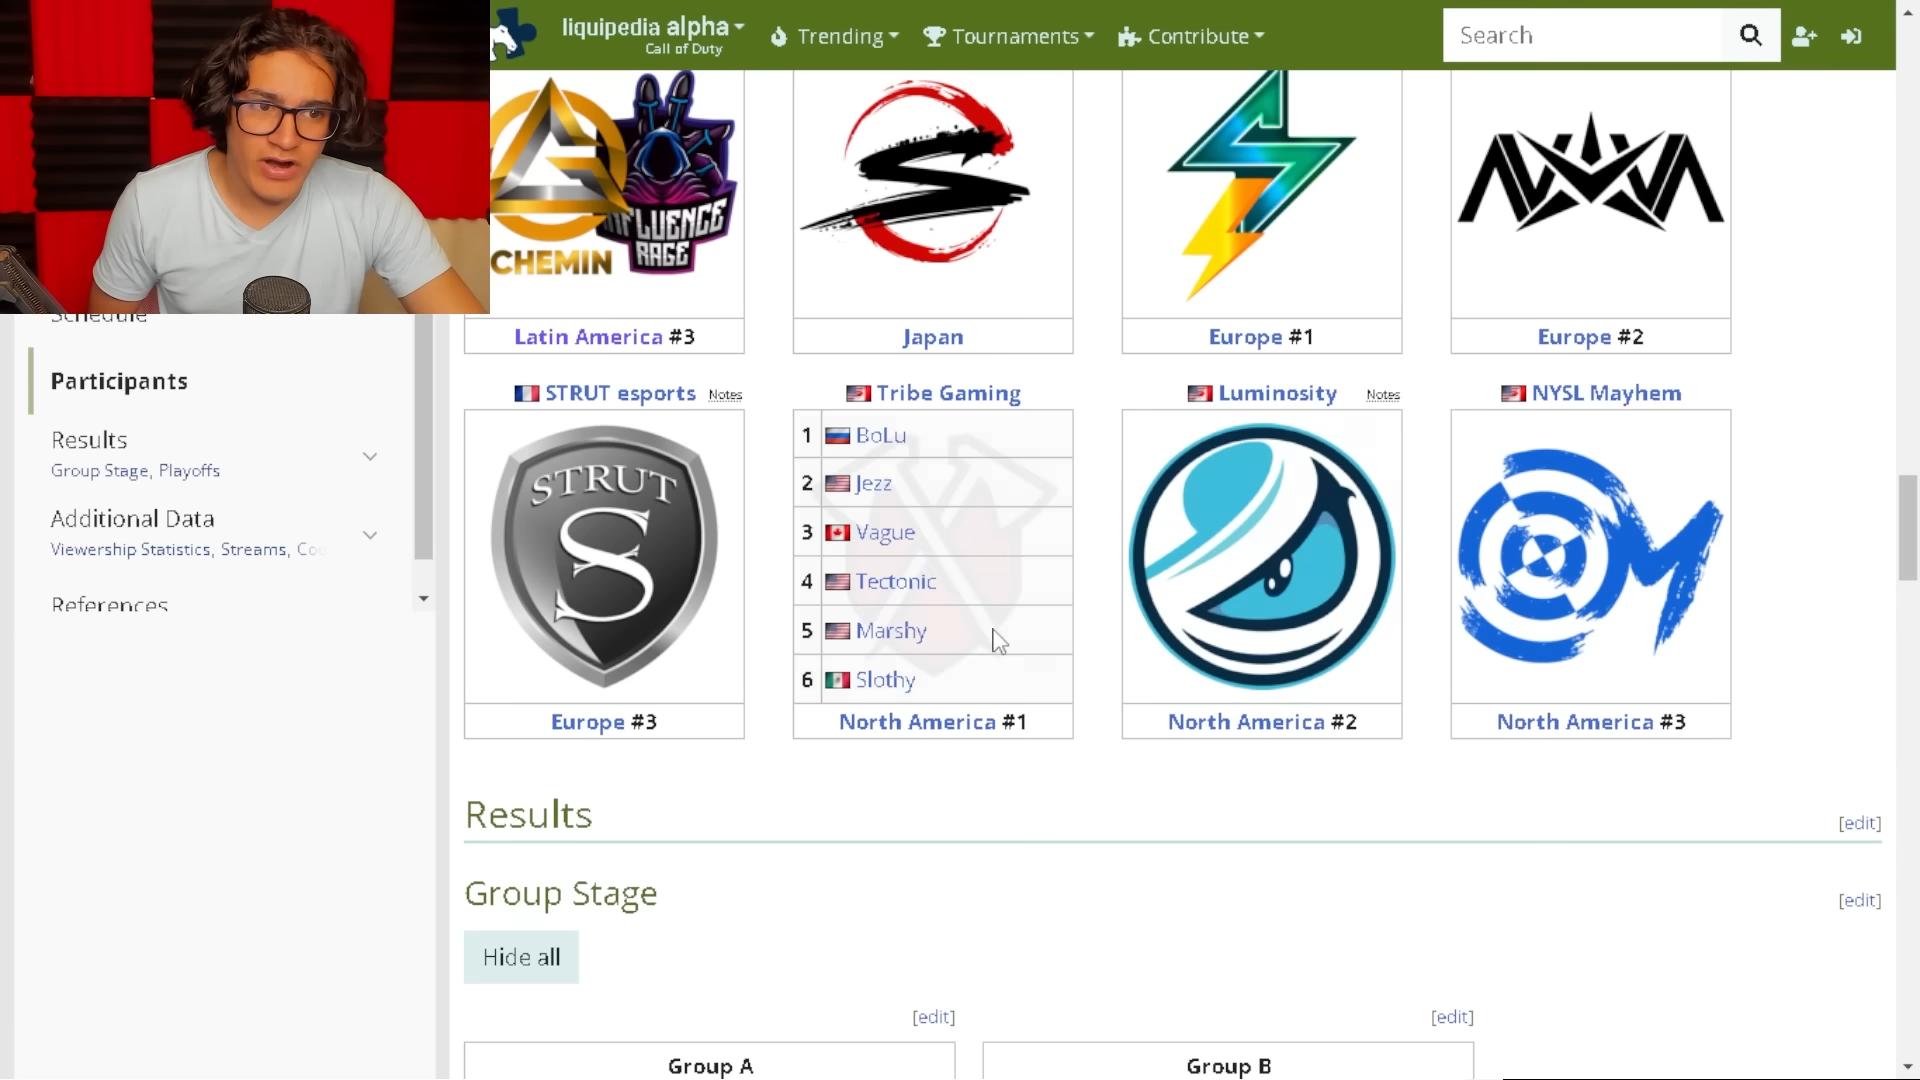 liquipedia alpha
Call of Duty
Trending
Tournaments
Contribute
Search
CHEMIN
INFLUENCE
RAGE
Latin America #3
Japan
Europe #1
Europe #2
Schedule
Participants
Results
Group Stage, Playoffs
Additional Data
Viewership Statistics, Streams, Co
References
STRUT esports Notes
Tribe Gaming
Luminosity Notes
NYSL Mayhem
STRUT
S
1 BoLu
2 Jezz
3 Vague
4 Tectonic
5 Marshy
6 Slothy
Europe #3
North America #1
North America #2
North America #3
Results
[edit]
Group Stage
[edit]
Hide all
[edit]
[edit]
Group A
Group B